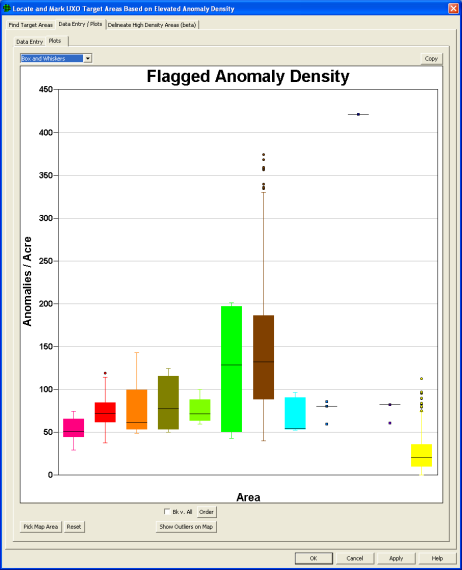 Locate and Mark UXO Target Areas Based on Elevated Anomaly Density
Find Target Areas Data Entry / Plots Delineate High Density Areas (beta)
Data Entry Plots
Box and Whiskers Copy
Flagged Anomaly Density
450
400
350
300
250
200
150
100
50
0
Anomalies / Acre
Area
Bk v. All Order
Pick Map Area Reset Show Outliers on Map
OK Cancel Apply Help